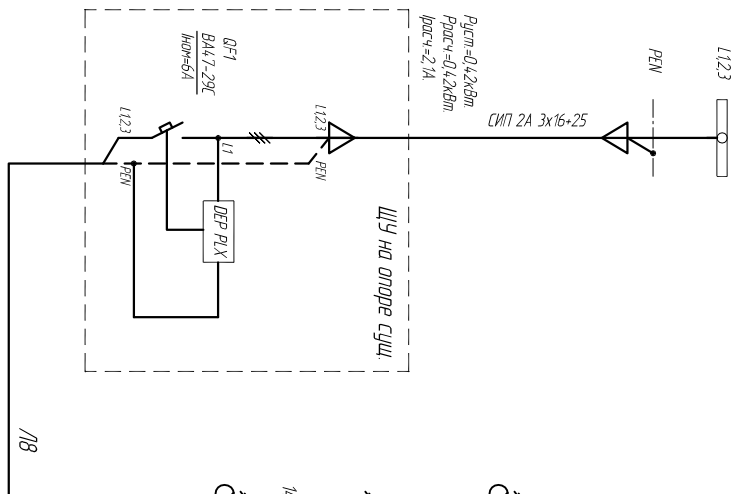 L1,2,3
PEN
СИП 2А 3х16+25
Руст.=0,42кВт.
Ррасч.=0,42кВт.
Iрасч.=2,1А.
ЩУ на опоре сущ.
L1,2,3
PEN
L1
DEP PLX
QF1
ВА47-29С
Iном=6А
L1,2,3
PEN
Л8